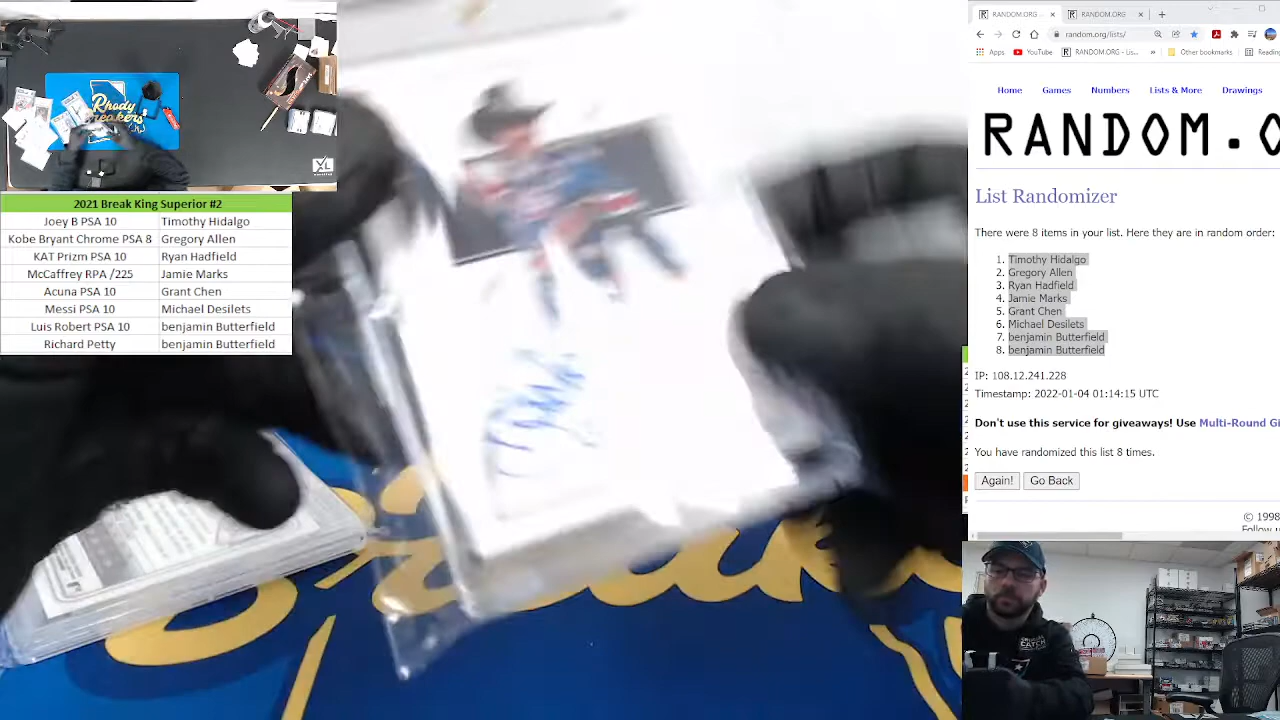 Rhody
Breakers
XL
2021 Break King Superior #2
Joey B PSA 10 Timothy Hidalgo
Kobe Bryant Chrome PSA 8 Gregory Allen
KAT Prizm PSA 10 Ryan Hadfield
McCaffrey RPA /225 Jamie Marks
Acuna PSA 10 Grant Chen
Messi PSA 10 Michael Desilets
Luis Robert PSA 10 benjamin Butterfield
Richard Petty benjamin Butterfield
RANDOM.ORG RANDOM.ORG
random.org/lists/
Apps YouTube RANDOM.ORG - Lis... Other bookmarks Reading
Home Games Numbers Lists & More Drawings
RANDOM.O
List Randomizer
There were 8 items in your list. Here they are in random order:
1. Timothy Hidalgo
2. Gregory Allen
3. Ryan Hadfield
4. Jamie Marks
5. Grant Chen
6. Michael Desilets
7. benjamin Butterfield
8. benjamin Butterfield
IP: 108.12.241.228
Timestamp: 2022-01-04 01:14:15 UTC
Don't use this service for giveaways! Use Multi-Round Gi
You have randomized this list 8 times.
Again! Go Back
© 1998
Follow u